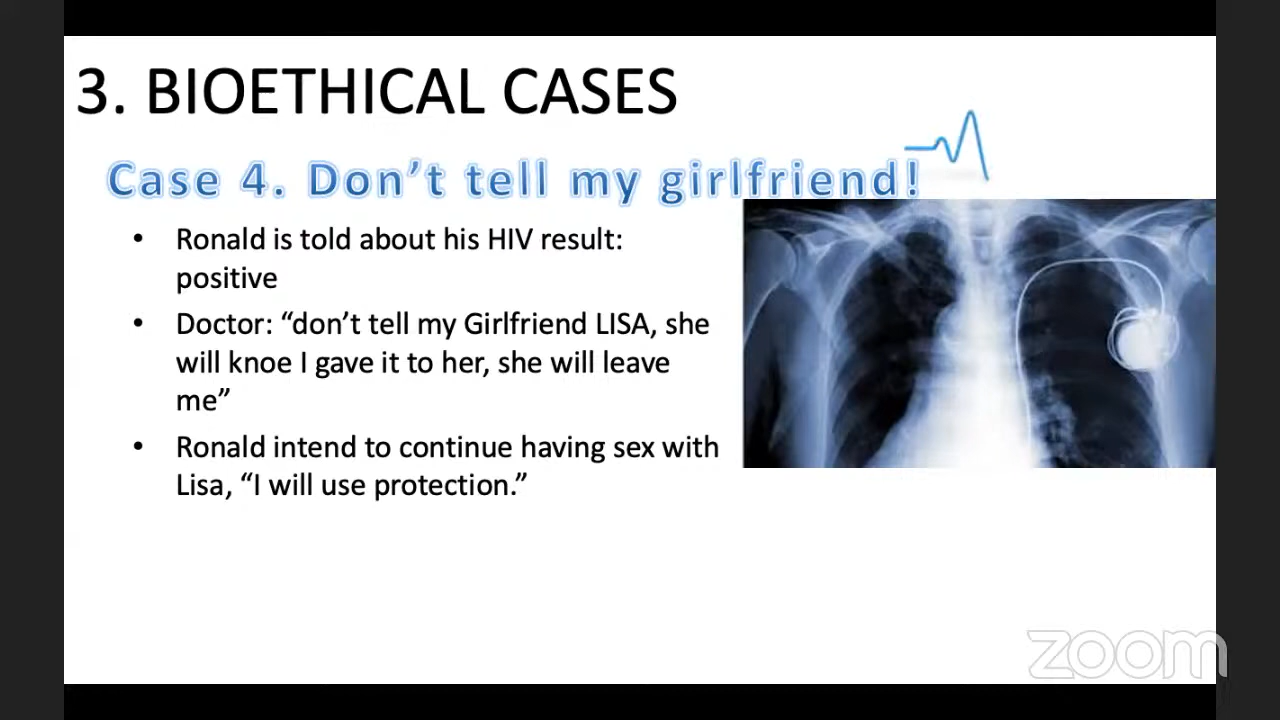 3. BIOETHICAL CASES
Case 4. Don’t tell my girlfriend!
• Ronald is told about his HIV result:
positive
• Doctor: “don’t tell my Girlfriend LISA, she
will knoe I gave it to her, she will leave
me”
• Ronald intend to continue having sex with
Lisa, “I will use protection.”
zoom